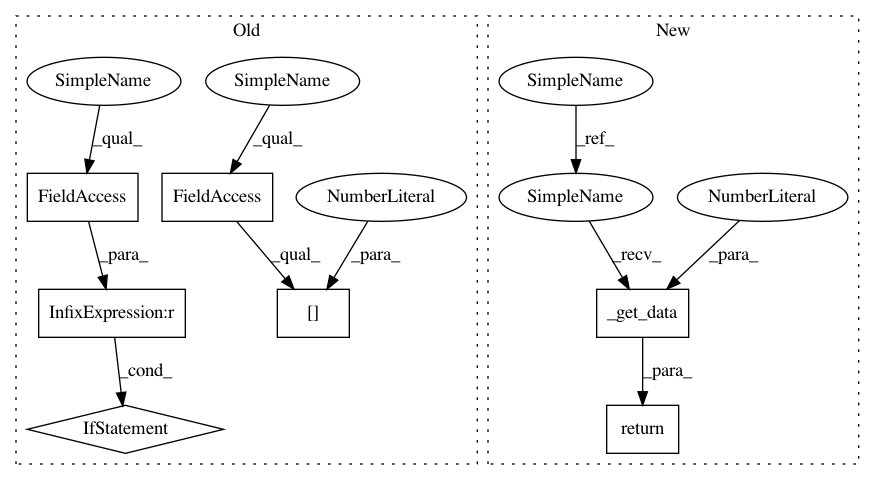 Old
New
SimpleName
SimpleName
SimpleName
_qual_
_qual_
_ref_
FieldAccess
FieldAccess
NumberLiteral
SimpleName
NumberLiteral
_para_
_qual_
_para_
_recv_
_para_
InfixExpression:r
[]
_get_data
_cond_
_para_
IfStatement
return